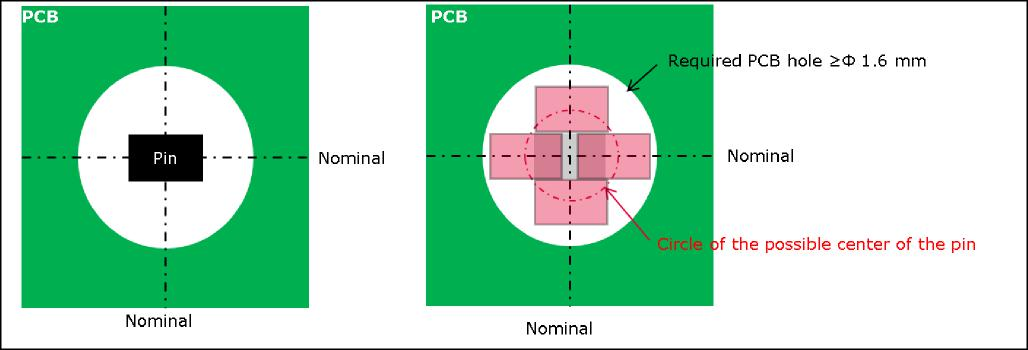 PCB
Pin
Nominal
Nominal
PCB
Required PCB hole ≥Φ 1.6 mm
Nominal
Circle of the possible center of the pin
Nominal